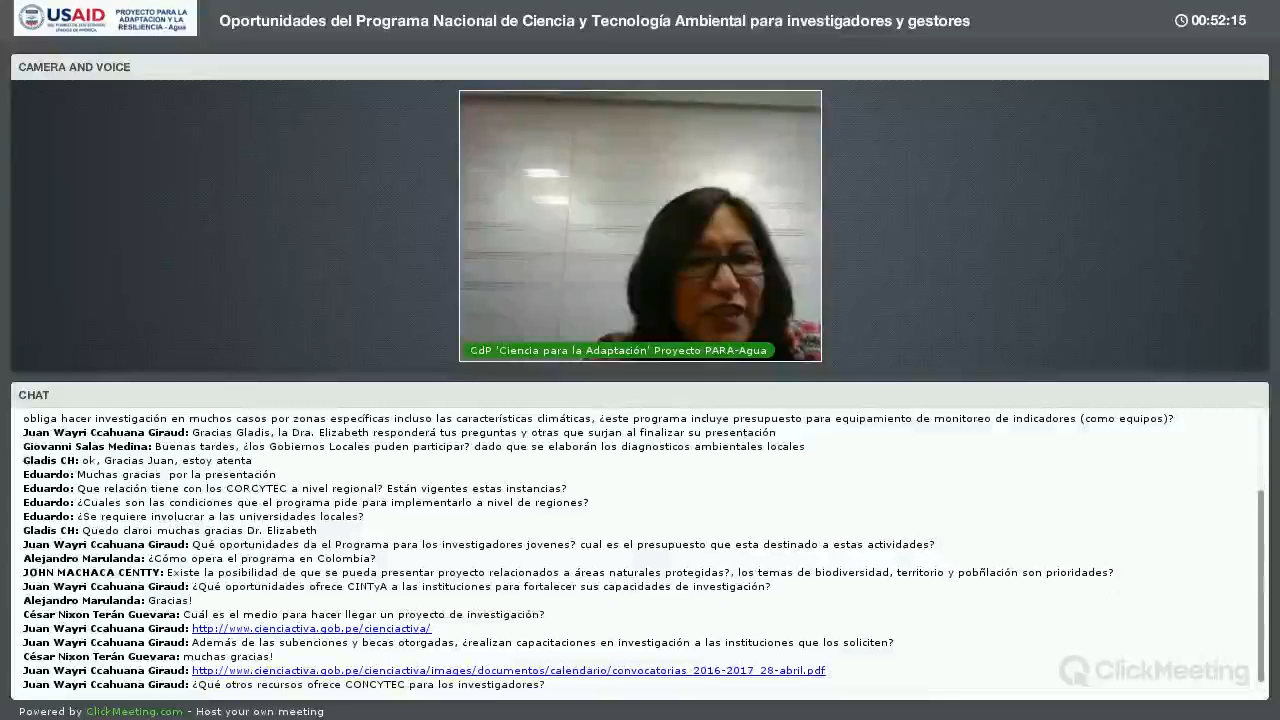 USAID
PROYECTO PARA LA
ADAPTACIÓN Y LA
RESILIENCIA - Agua
Oportunidades del Programa Nacional de Ciencia y Tecnología Ambiental para investigadores y gestores
00:52:15
CAMERA AND VOICE
CdP 'Ciencia para la Adaptación' Proyecto PARA-Agua
CHAT
obliga hacer investigación en muchos casos por zonas específicas incluso las características climáticas, ¿este programa incluye presupuesto para equipamiento de monitoreo de indicadores (como equipos)?
Juan Wayri Ccahuana Giraud: Gracias Gladis, la Dra. Elizabeth responderá tus preguntas y otras que surjan al finalizar su presentación
Giovanni Salas Medina: Buenas tardes, ¿los Gobiernos Locales puden participar? dado que se elaborán los diagnosticos ambientales locales
Gladis CH: ok, Gracias Juan, estoy atenta
Eduardo: Muchas gracias  por la presentación
Eduardo: Que relación tiene con los CORCYTEC a nivel regional? Están vigentes estas instancias?
Eduardo: ¿Cuales son las condiciones que el programa pide para implementarlo a nivel de regiones?
Eduardo: ¿Se requiere involucrar a las universidades locales?
Gladis CH: Quedo claroi muchas gracias Dr. Elizabeth
Juan Wayri Ccahuana Giraud: Qué oportunidades da el Programa para los investigadores jovenes? cual es el presupuesto que esta destinado a estas actividades?
Alejandro Marulanda: ¿Cómo opera el programa en Colombia?
JOHN MACHACA CENTTY: Existe la posibilidad de que se pueda presentar proyecto relacionados a áreas naturales protegidas?, los temas de biodiversidad, territorio y pobñilación son prioridades?
Juan Wayri Ccahuana Giraud: ¿Qué oportunidades ofrece CINTyA a las instituciones para fortalecer sus capacidades de investigación?
Alejandro Marulanda: Gracias!
César Nixon Terán Guevara: Cuál es el medio para hacer llegar un proyecto de investigación?
Juan Wayri Ccahuana Giraud: http://www.cienciactiva.gob.pe/cienciactiva/
Juan Wayri Ccahuana Giraud: Además de las subenciones y becas otorgadas, ¿realizan capacitaciones en investigación a las instituciones que los soliciten?
César Nixon Terán Guevara: muchas gracias!
Juan Wayri Ccahuana Giraud: http://www.cienciactiva.gob.pe/cienciactiva/images/documentos/calendario/convocatorias_2016-2017_28-abril.pdf
Juan Wayri Ccahuana Giraud: ¿Qué otros recursos ofrece CONCYTEC para los investigadores?
ClickMeeting
Powered by ClickMeeting.com - Host your own meeting